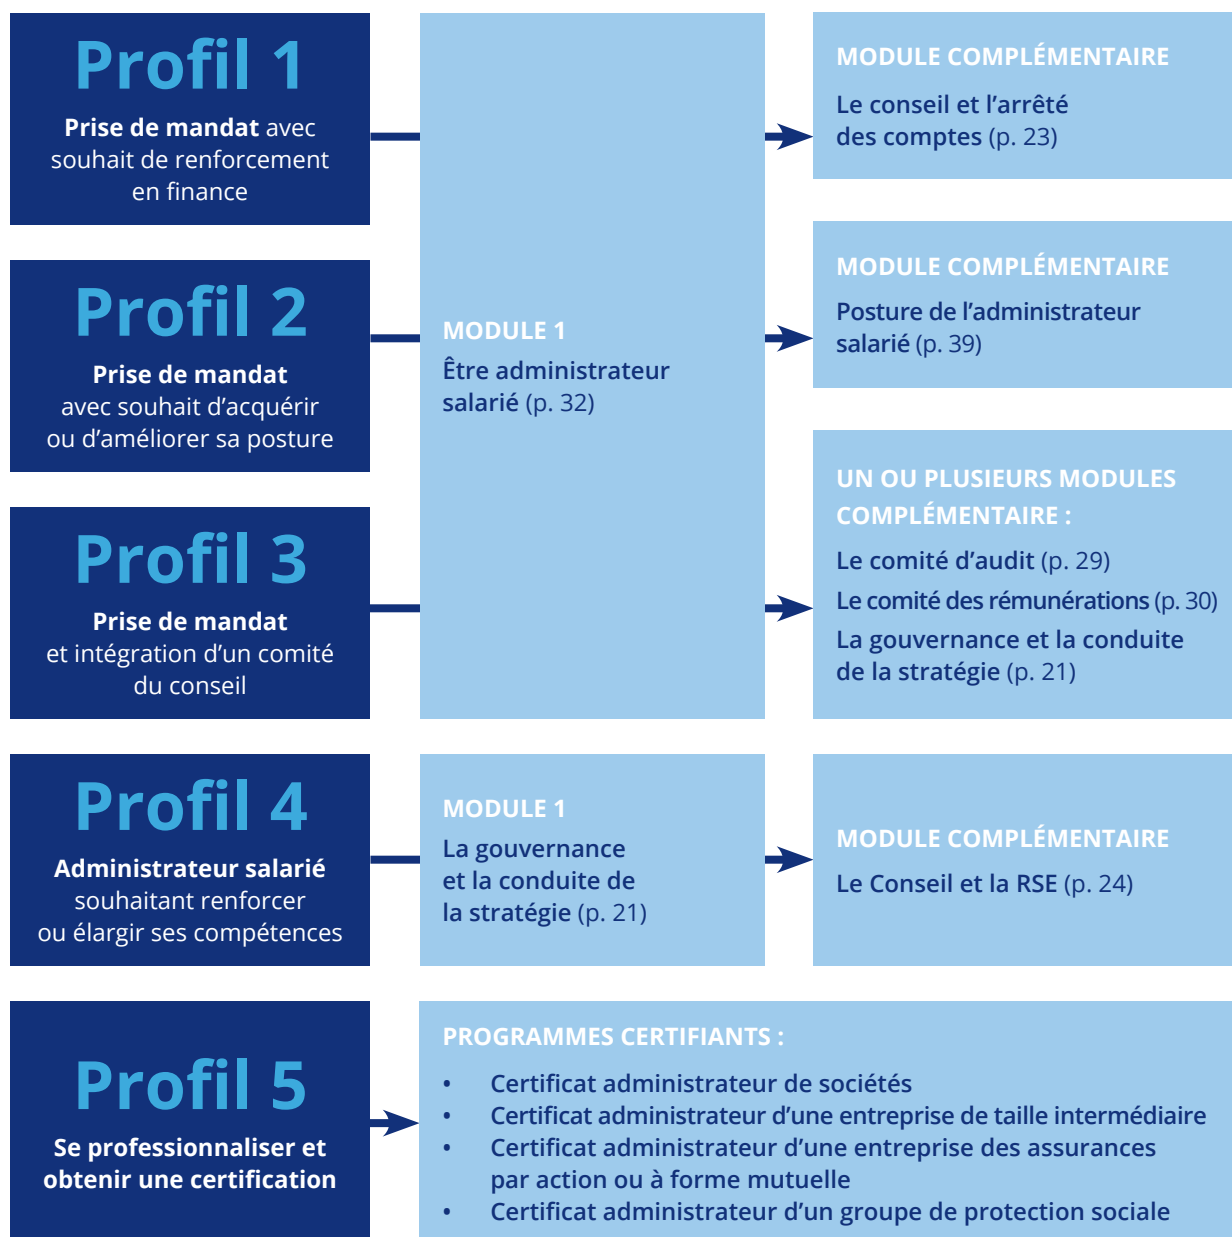 Profil 1
Prise de mandat avec
souhait de renforcement
en finance
Profil 2
Prise de mandat
avec souhait d’acquérir
ou d’améliorer sa posture
Profil 3
Prise de mandat
et intégration d’un comité
du conseil
MODULE 1
Être administrateur
salarié (p. 32)
MODULE COMPLÉMENTAIRE
Le conseil et l’arrêté
des comptes (p. 23)
MODULE COMPLÉMENTAIRE
Posture de l’administrateur
salarié (p. 39)
UN OU PLUSIEURS MODULES
COMPLÉMENTAIRE :
Le comité d’audit (p. 29)
Le comité des rémunérations (p. 30)
La gouvernance et la conduite
de la stratégie (p. 21)
Profil 4
Administrateur salarié
souhaitant renforcer
ou élargir ses compétences
MODULE 1
La gouvernance
et la conduite de
la stratégie (p. 21)
MODULE COMPLÉMENTAIRE
Le Conseil et la RSE (p. 24)
Profil 5
Se professionnaliser et
obtenir une certification
PROGRAMMES CERTIFIANTS :
• Certificat administrateur de sociétés
• Certificat administrateur d’une entreprise de taille intermédiaire
• Certificat administrateur d’une entreprise des assurances
par action ou à forme mutuelle
• Certificat administrateur d’un groupe de protection sociale